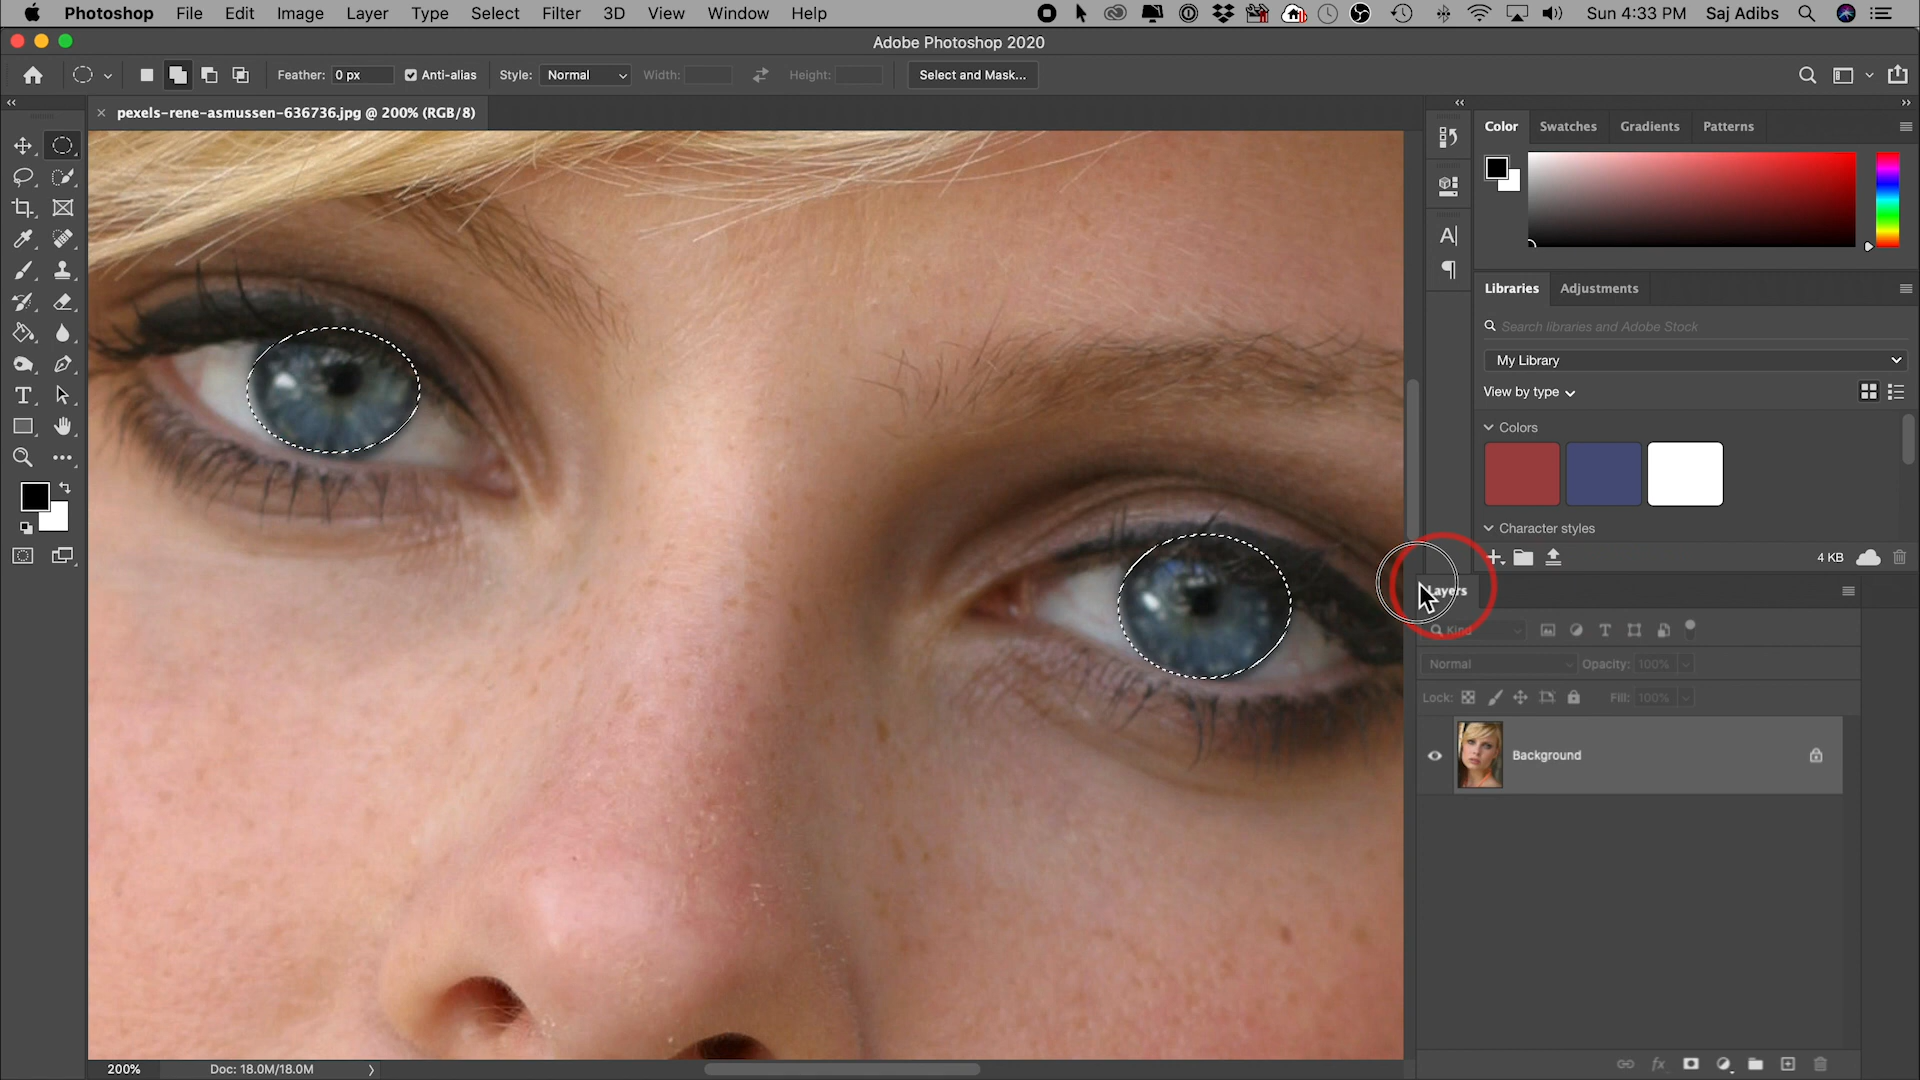 Photoshop File Edit Image Layer Type Select Filter 3D View Window Help Sun 4:33 PM Saj Adibs
Adobe Photoshop 2020
Feather: 0 px Anti-alias Style: Normal Width: Height: Select and Mask...
pexels-rene-asmussen-636736.jpg @ 200% (RGB/8)
Color Swatches Gradients Patterns
Libraries Adjustments
Search libraries and Adobe Stock
My Library
View by type
Colors
Character styles
4 KB
Layers
Kind
Normal Opacity: 100%
Lock: Fill: 100%
Background
200% Doc: 18.0M/18.0M